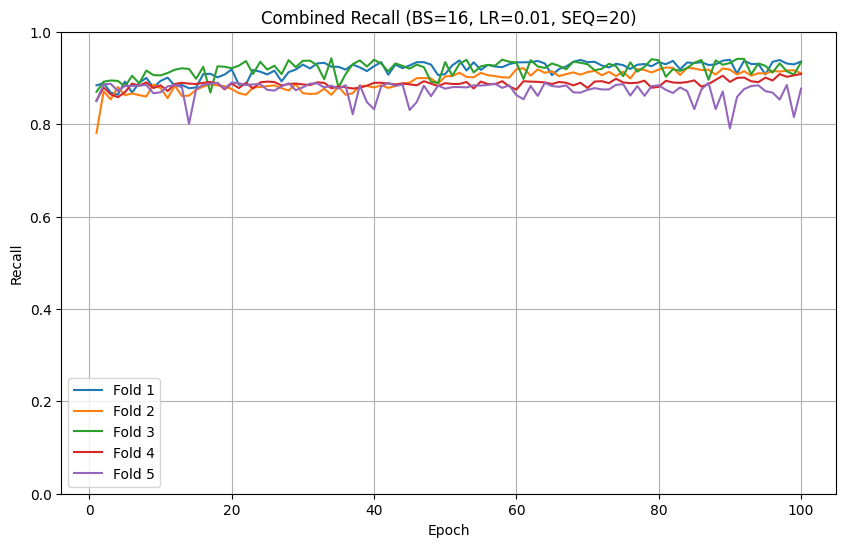 Combined Recall (BS=16, LR=0.01, SEQ=20)
1.0
0.8
0.6
0.4
0.2
0.0
Recall
Fold 1
Fold 2
Fold 3
Fold 4
Fold 5
0 20 40 60 80 100
Epoch